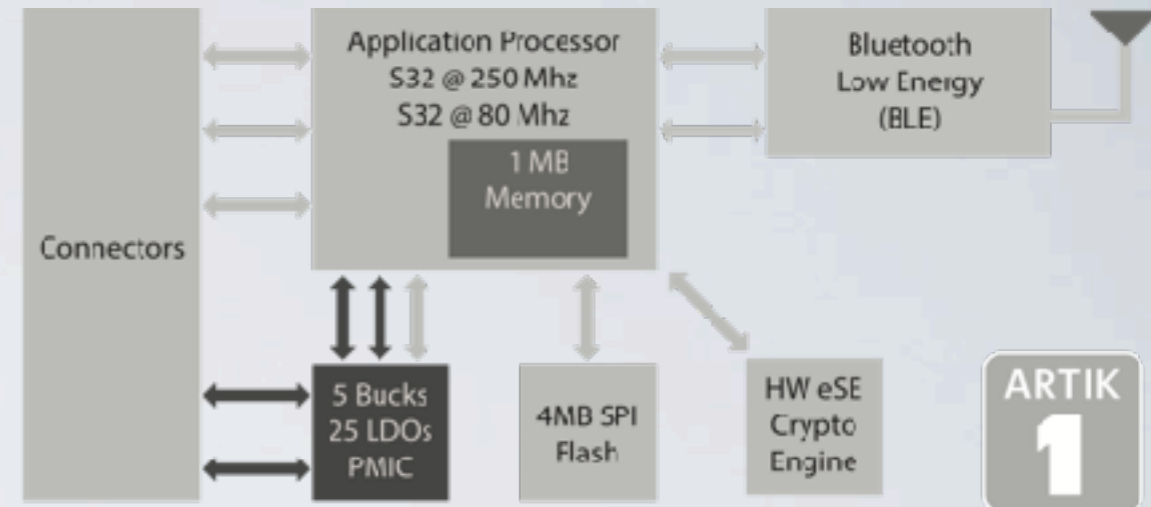 Connectors
Application Processor
S32 @ 250 Mhz
S32 @ 80 Mhz
1 MB
Memory
Bluetooth
Low Energy
(BLE)
5 Bucks
25 LDOs
PMIC
4MB SPI
Flash
HW eSE
Crypto
Engine
ARTIK
1